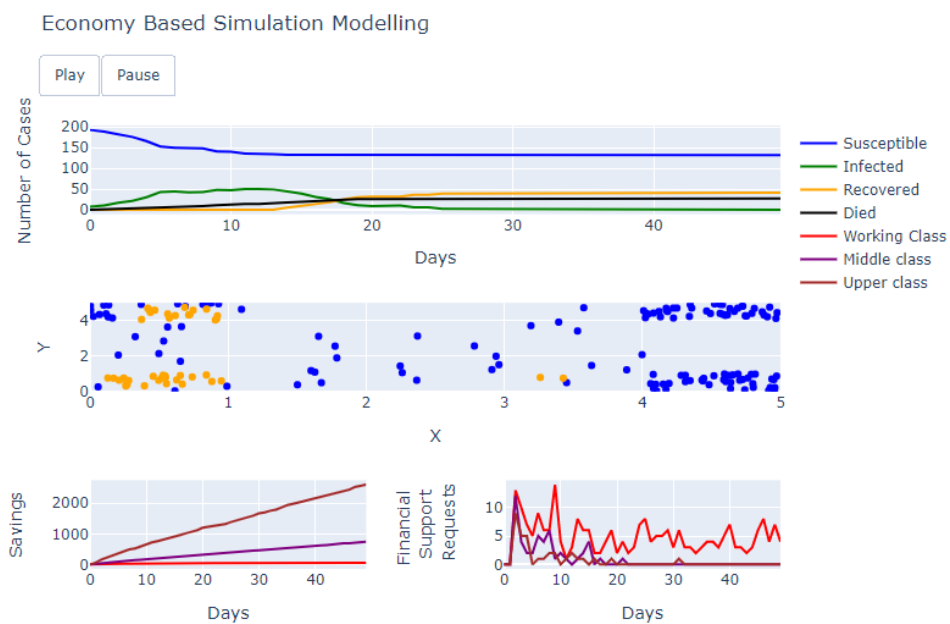 Economy Based Simulation Modelling
Play
Pause
Number of Cases
200
150
100
50
0
0
10
20
30
40
Days
Susceptible
Infected
Recovered
Died
Working Class
Middle class
Upper class
Y
4
2
0
0
1
2
3
4
5
X
Savings
2000
1000
0
0
10
20
30
40
Days
Financial
Support
Requests
10
5
0
0
10
20
30
40
Days